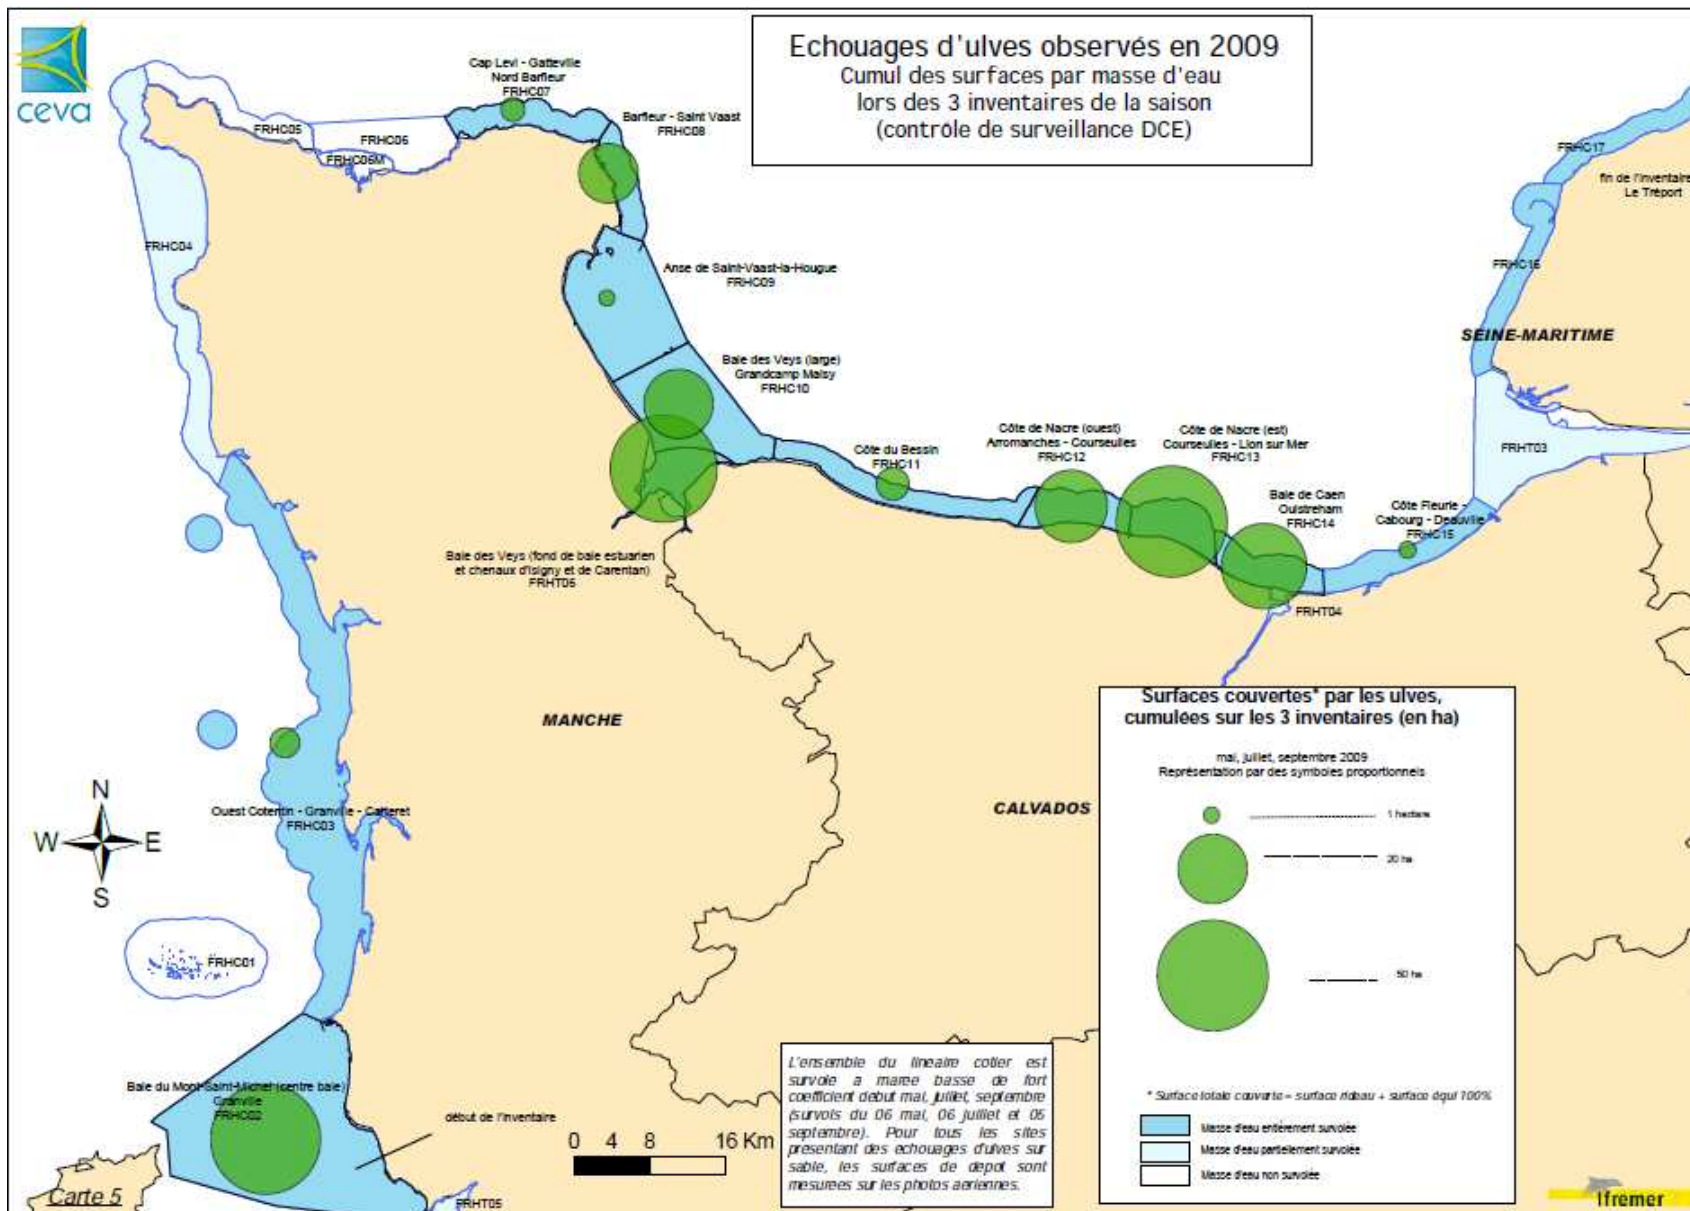 ceva
Echouages d'ulves observés en 2009
Cumul des surfaces par masse d'eau
lors des 3 inventaires de la saison
(contrôle de surveillance DCE)
Cap Levi - Gatteville
Nord Barfleur
FRHC07
FRHC05
FRHC06
FRHC06M
Barfleur - Saint Vaast
FRHC08
FRHC17
fin de l'inventaire
Le Tréport
FRHC04
Anse de Saint-Vaast-la-Hougue
FRHC09
FRHC16
SEINE-MARITIME
Baie des Veys (large)
Grandcamp Maisy
FRHC10
Côte du Bessin
FRHC11
Côte de Nacre (ouest)
Arromanches - Courseulles
FRHC12
Côte de Nacre (est)
Courseulles - Lion sur Mer
FRHC13
FRHT03
Baie de Caen
Ouistreham
FRHC14
Côte Fleurie -
Cabourg - Deauville
FRHC15
Baie des Veys (fond de baie estuarien
et chenaux d'Isigny et de Carentan)
FRHT06
FRHT04
MANCHE
CALVADOS
Ouest Cotentin - Granville - Carteret
FRHC03
N
W
E
S
FRHC01
Baie du Mont-Saint-Michel (centre baie)
Granville
FRHC02
début de l'inventaire
FRHT05
Carte 5
0 4 8 16 Km
L'ensemble du lineaire cotier est
survole a maree basse de fort
coefficient debut mai, juillet, septembre
(survols du 06 mai, 06 juillet et 05
septembre). Pour tous les sites
presentant des echouages d'ulves sur
sable, les surfaces de depot sont
mesurees sur les photos aeriennes.
Surfaces couvertes* par les ulves,
cumulées sur les 3 inventaires (en ha)
mai, juillet, septembre 2009
Représentation par des symboles proportionnels
1 hectare
20 ha
50 ha
* Surface totale couverte = surface rideau + surface équi 100%
Masse d'eau entièrement survolée
Masse d'eau partiellement survolée
Masse d'eau non survolée
Ifremer